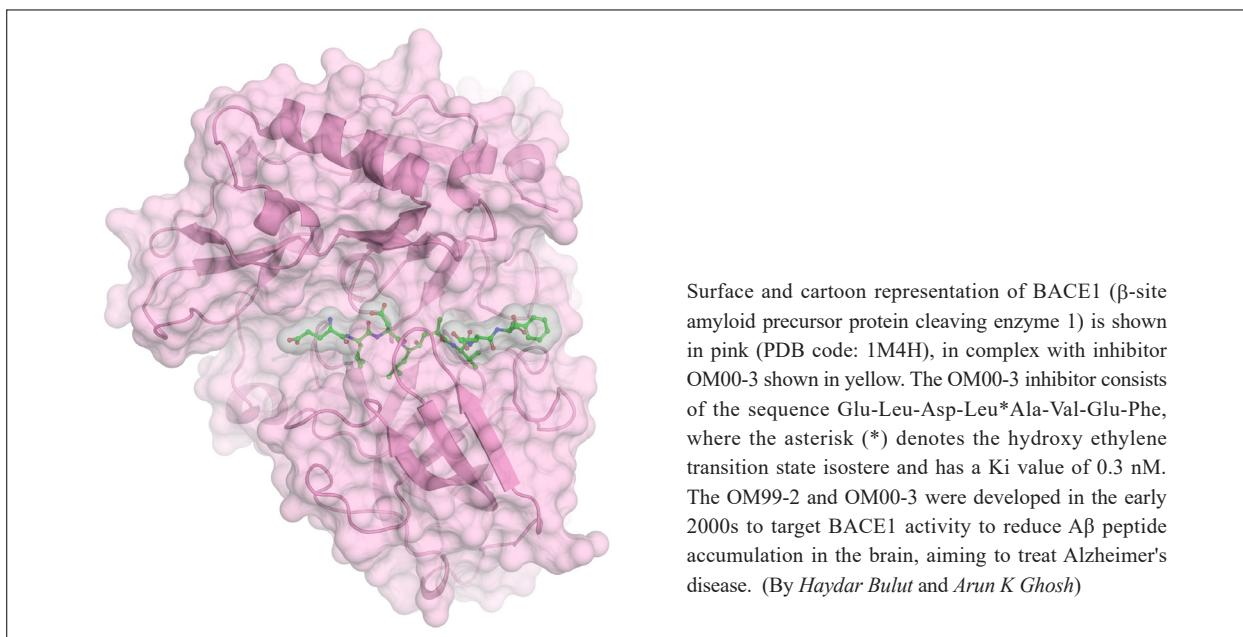 Surface and cartoon representation of BACE1 (β-site
amyloid precursor protein cleaving enzyme 1) is shown
in pink (PDB code: 1M4H), in complex with inhibitor
OM00-3 shown in yellow. The OM00-3 inhibitor consists
of the sequence Glu-Leu-Asp-Leu*Ala-Val-Glu-Phe,
where the asterisk (*) denotes the hydroxy ethylene
transition state isostere and has a Ki value of 0.3 nM.
The OM99-2 and OM00-3 were developed in the early
2000s to target BACE1 activity to reduce Aβ peptide
accumulation in the brain, aiming to treat Alzheimer's
disease. (By Haydar Bulut and Arun K Ghosh)